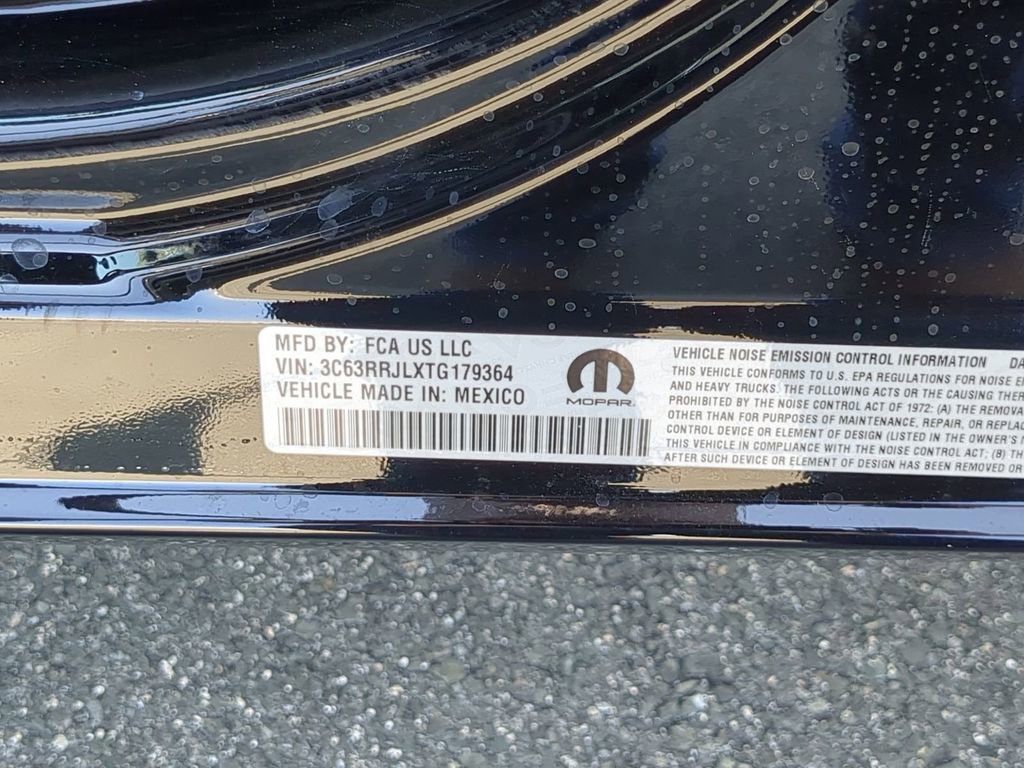 MFD BY: FCA US LLC
VIN: 3C63RRJLXTG179364
VEHICLE MADE IN: MEXICO
MOPAR
VEHICLE NOISE EMISSION CONTROL INFORMATION
THIS VEHICLE CONFORMS TO U.S. EPA REGULATIONS FOR NOISE
AND HEAVY TRUCKS. THE FOLLOWING ACTS OR THE CAUSING
PROHIBITED BY THE NOISE CONTROL ACT OF 1972: (A) THE
OTHER THAN FOR PURPOSES OF MAINTENANCE, REPAIR, OR
CONTROL DEVICE OR ELEMENT OF DESIGN (LISTED IN THE OWNER'S
THIS VEHICLE IN COMPLIANCE WITH THE NOISE CONTROL ACT; (B)
AFTER SUCH DEVICE OR ELEMENT OF DESIGN HAS BEEN REMOVED OR